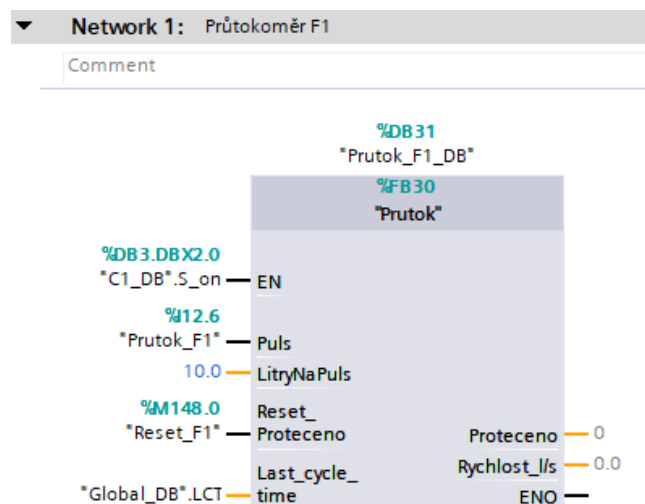 Network 1: Průtokoměr F1
Comment
%DB31
"Prutok_F1_DB"
%FB30
"Prutok"
%DB3.DBX2.0
"C1_DB".S_on
EN
%I12.6
"Prutok_F1"
Puls
10.0
LitryNaPuls
%M148.0
"Reset_F1"
Reset_
Proteceno
Proteceno
0
"Global_DB".LCT
Last_cycle_
time
Rychlost_l/s
0.0
ENO